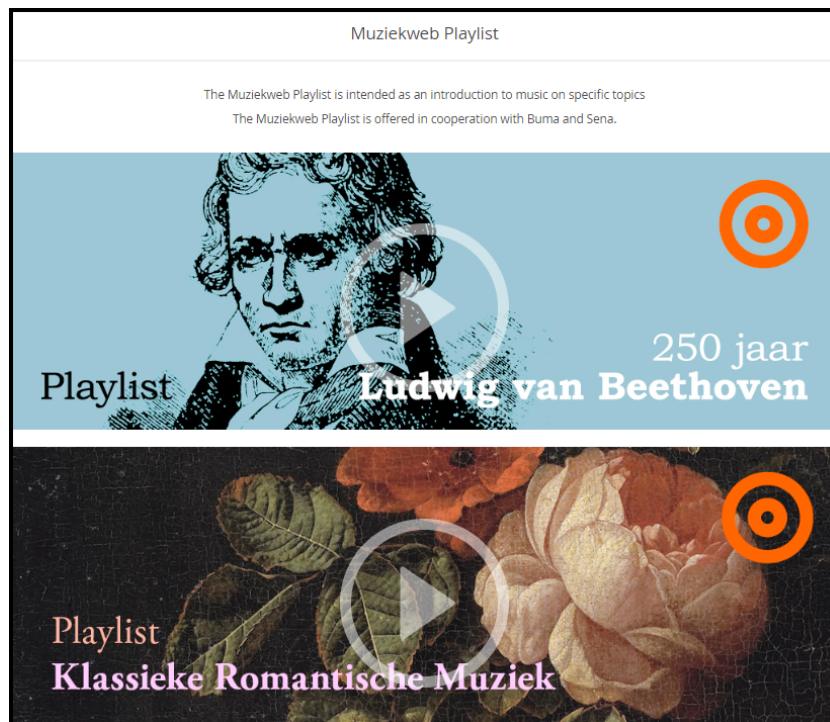 Muziekweb Playlist
The Muziekweb Playlist is intended as an introduction to music on specific topics
The Muziekweb Playlist is offered in cooperation with Buma and Sena.
250 jaar
Playlist Ludwig van Beethoven
Playlist
Klassieke Romantische Muziek